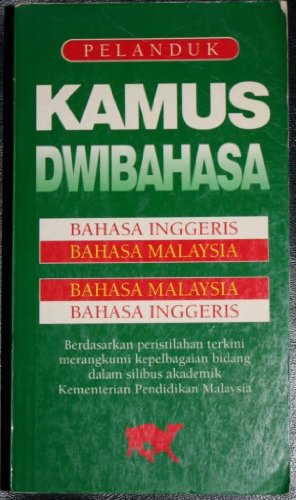 PELANDUK
KAMUS
DWIBAHASA
BAHASA INGGERIS
BAHASA MALAYSIA
BAHASA MALAYSIA
BAHASA INGGERIS
Berdasarkan peristilahan terkini
merangkumi kepelbagaian bidang
dalam silibus akademik
Kementerian Pendidikan Malaysia